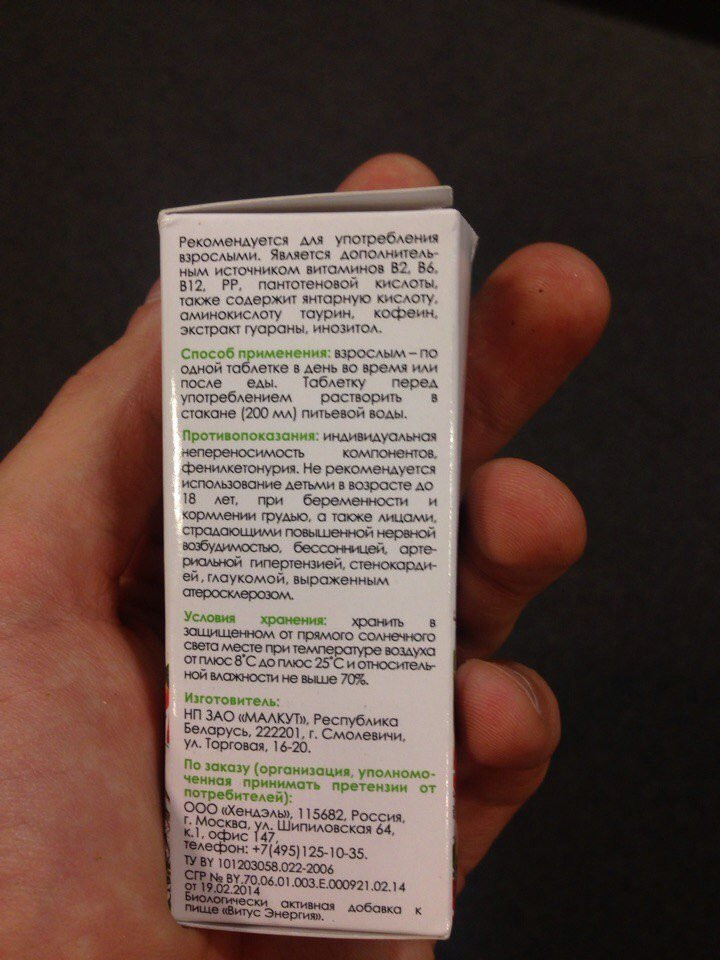 Рекомендуется для употребления
взрослыми. Является дополнитель-
ным источником витаминов В2, В6,
В12, РР, пантотеновой кислоты,
также содержит янтарную кислоту,
аминокислоту таурин, кофеин,
экстракт гуараны, инозитол.
Способ применения: взрослым – по
одной таблетке в день во время или
после еды. Таблетку перед
употреблением растворить в
стакане (200 мл) питьевой воды.
Противопоказания: индивидуальная
непереносимость компонентов,
фенилкетонурия. Не рекомендуется
использование детьми в возрасте до
18 лет, при беременности и
кормлении грудью, а также лицами,
страдающими повышенной нервной
возбудимостью, бессонницей, арте-
риальной гипертензией, стенокарди-
ей, глаукомой, выраженным
атеросклерозом.
Условия хранения: хранить в
защищенном от прямого солнечного
света месте при температуре воздуха
от плюс 8°С до плюс 25°С и относитель-
ной влажности не выше 70%.
Изготовитель:
НП ЗАО «МАЛКУТ», Республика
Беларусь, 222201, г. Смолевичи,
ул. Торговая, 16-20.
По заказу (организация, уполномо-
ченная принимать претензии от
потребителей):
ООО «Хендэль», 115682, Россия,
г. Москва, ул. Шипиловская 64,
к.1, офис 147,
телефон: +7(495)125-10-35.
ТУ BY 101203058.022-2006
СГР № BY.70.06.01.003.Е.000921.02.14
от 19.02.2014
Биологически активная добавка к
пище «Витус Энергия».